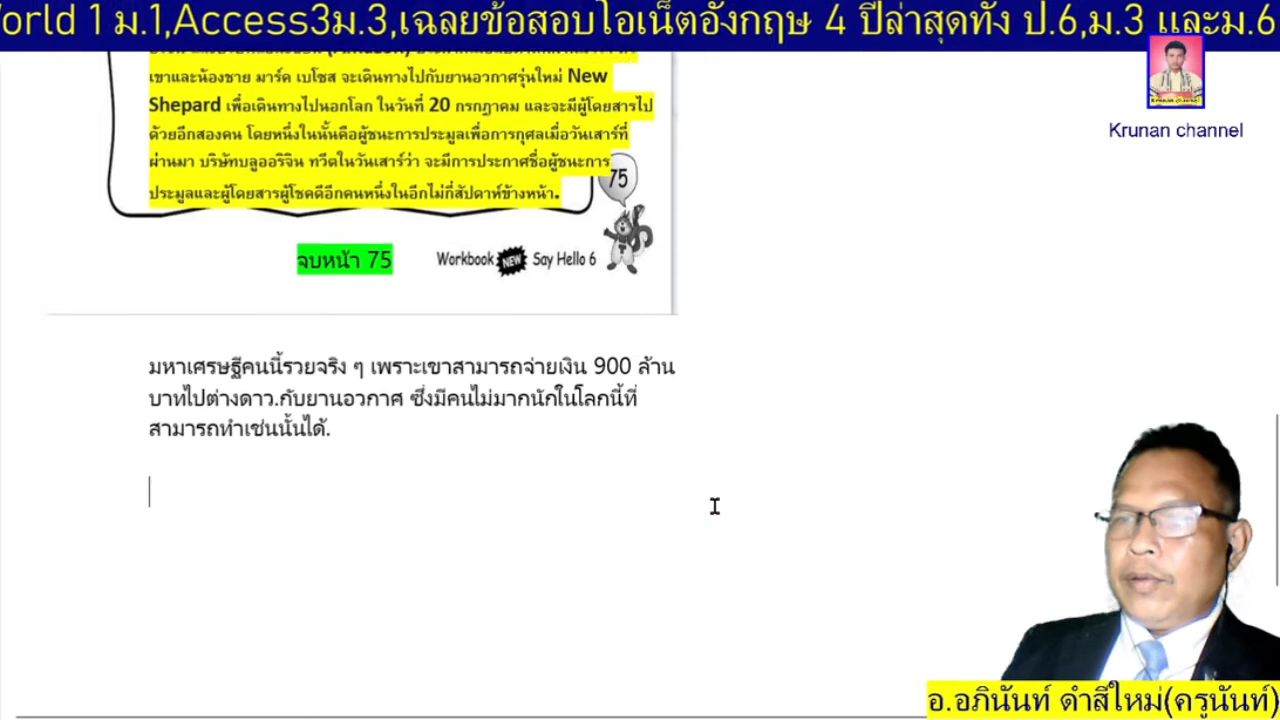 orld 1 ม.1,Access3ม.3,เฉลยข้อสอบโอเน็ตอังกฤษ 4 ปีล่าสุดทั้ง ป.6,ม.3 และม.6
Krunan channel
เขาและน้องชาย มาร์ค เบโซส จะเดินทางไปกับยานอวกาศรุ่นใหม่ New
Shepard เพื่อเดินทางไปนอกโลก ในวันที่ 20 กรกฎาคม และจะมีผู้โดยสารไป
ด้วยอีกสองคน โดยหนึ่งในนั้นคือผู้ชนะการประมูลเพื่อการกุศลเมื่อวันเสาร์ที่
ผ่านมา บริษัทบลูออริจิน ทวีตในวันเสาร์ว่า จะมีการประกาศชื่อผู้ชนะการ
ประมูลและผู้โดยสารผู้โชคดีอีกคนหนึ่งในอีกไม่กี่สัปดาห์ข้างหน้า.
75
จบหน้า 75
Workbook NEW Say Hello 6
มหาเศรษฐีคนนี้รวยจริง ๆ เพราะเขาสามารถจ่ายเงิน 900 ล้าน
บาทไปต่างดาว.กับยานอวกาศ ซึ่งมีคนไม่มากนักในโลกนี้ที่
สามารถทำเช่นนั้นได้.
อ.อภินันท์ ดำสีใหม่(ครูนันท์)